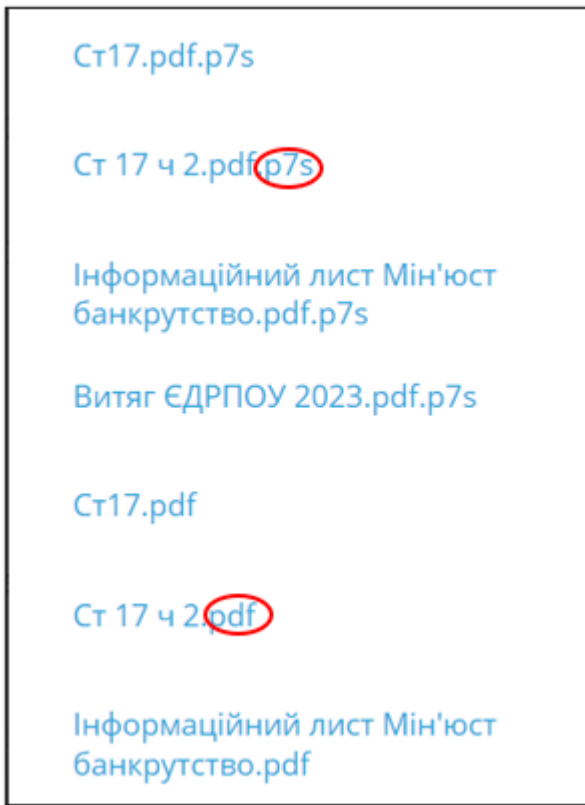 Ст17.pdf.p7s
Ст 17 ч 2.pdf.p7s
Інформаційний лист Мін'юст
банкрутство.pdf.p7s
Витяг ЄДРПОУ 2023.pdf.p7s
Ст17.pdf
Ст 17 ч 2.pdf
Інформаційний лист Мін'юст
банкрутство.pdf